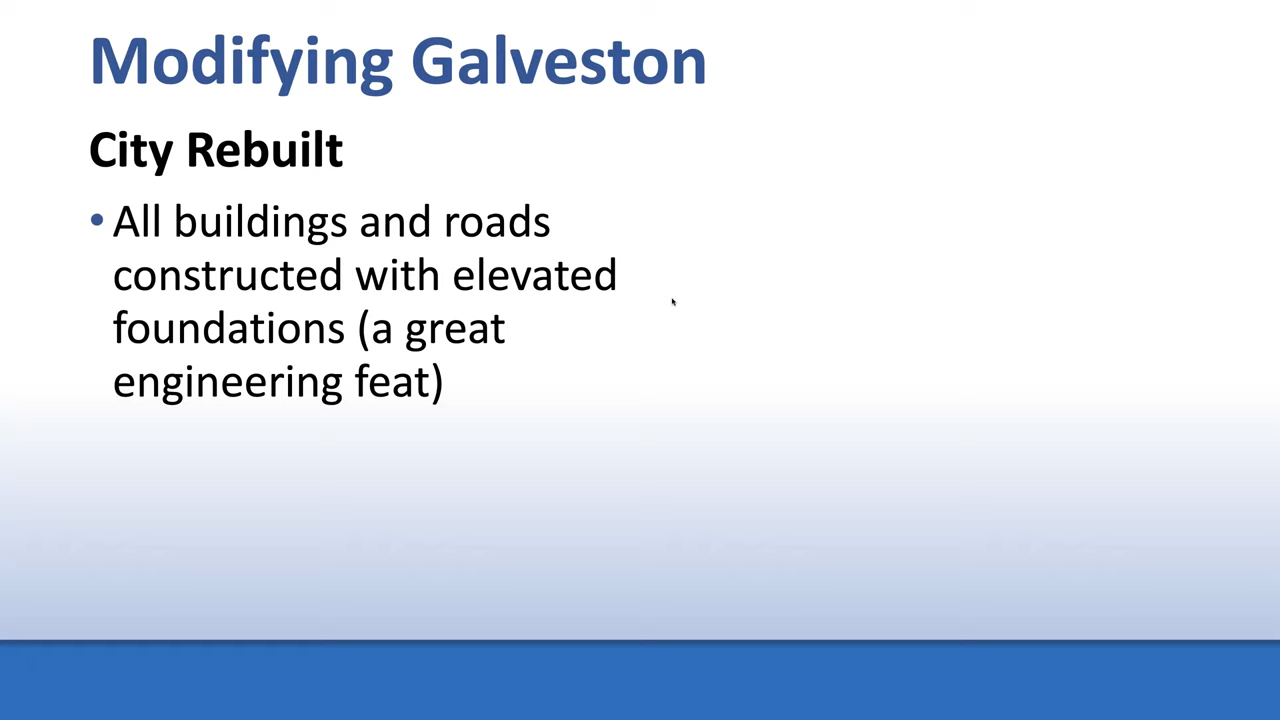 Modifying Galveston
City Rebuilt
• All buildings and roads
constructed with elevated
foundations (a great
engineering feat)